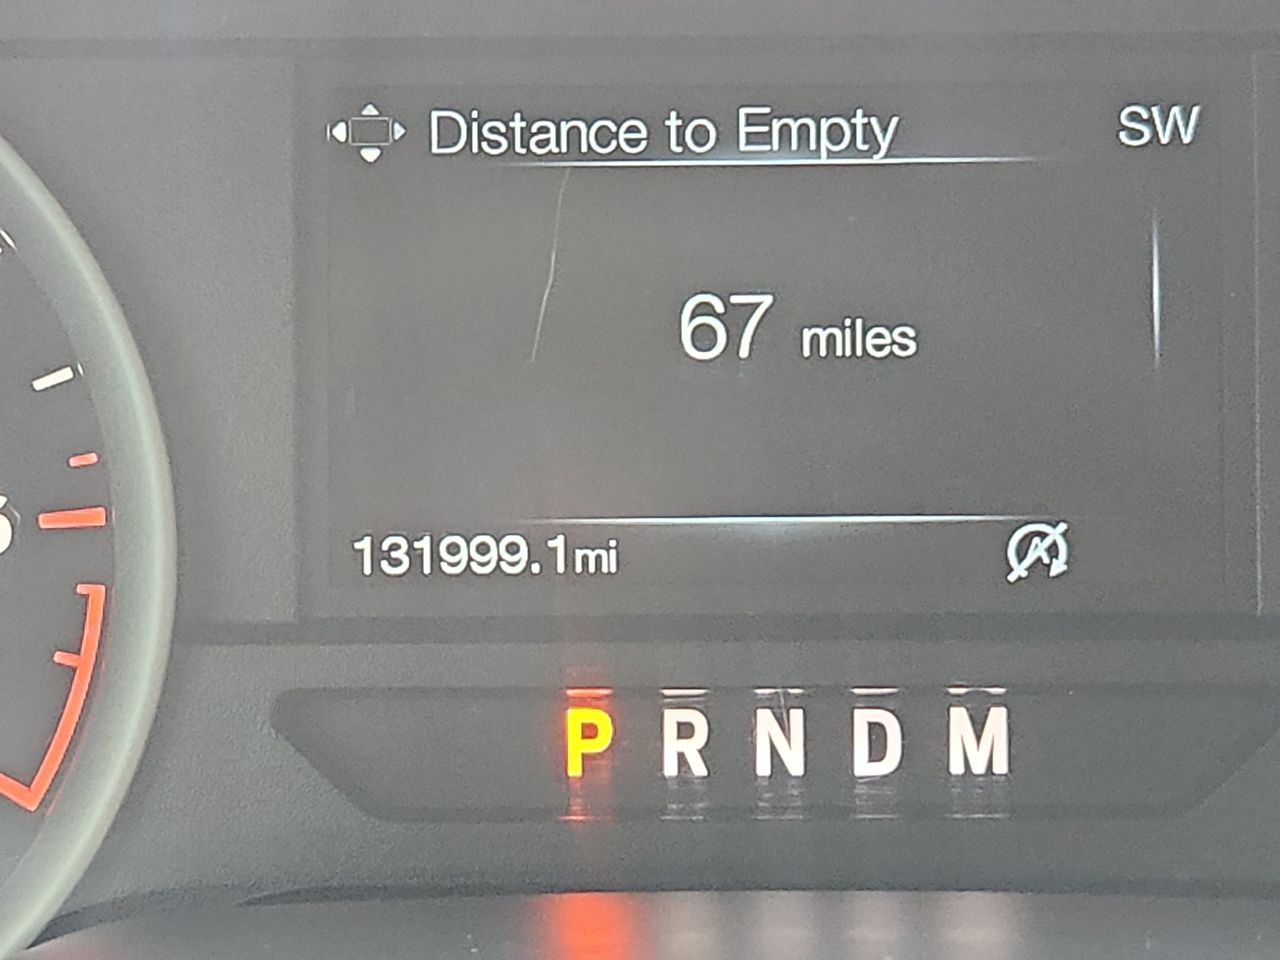 Distance to Empty SW
67 miles
131999.1mi
P R N D M